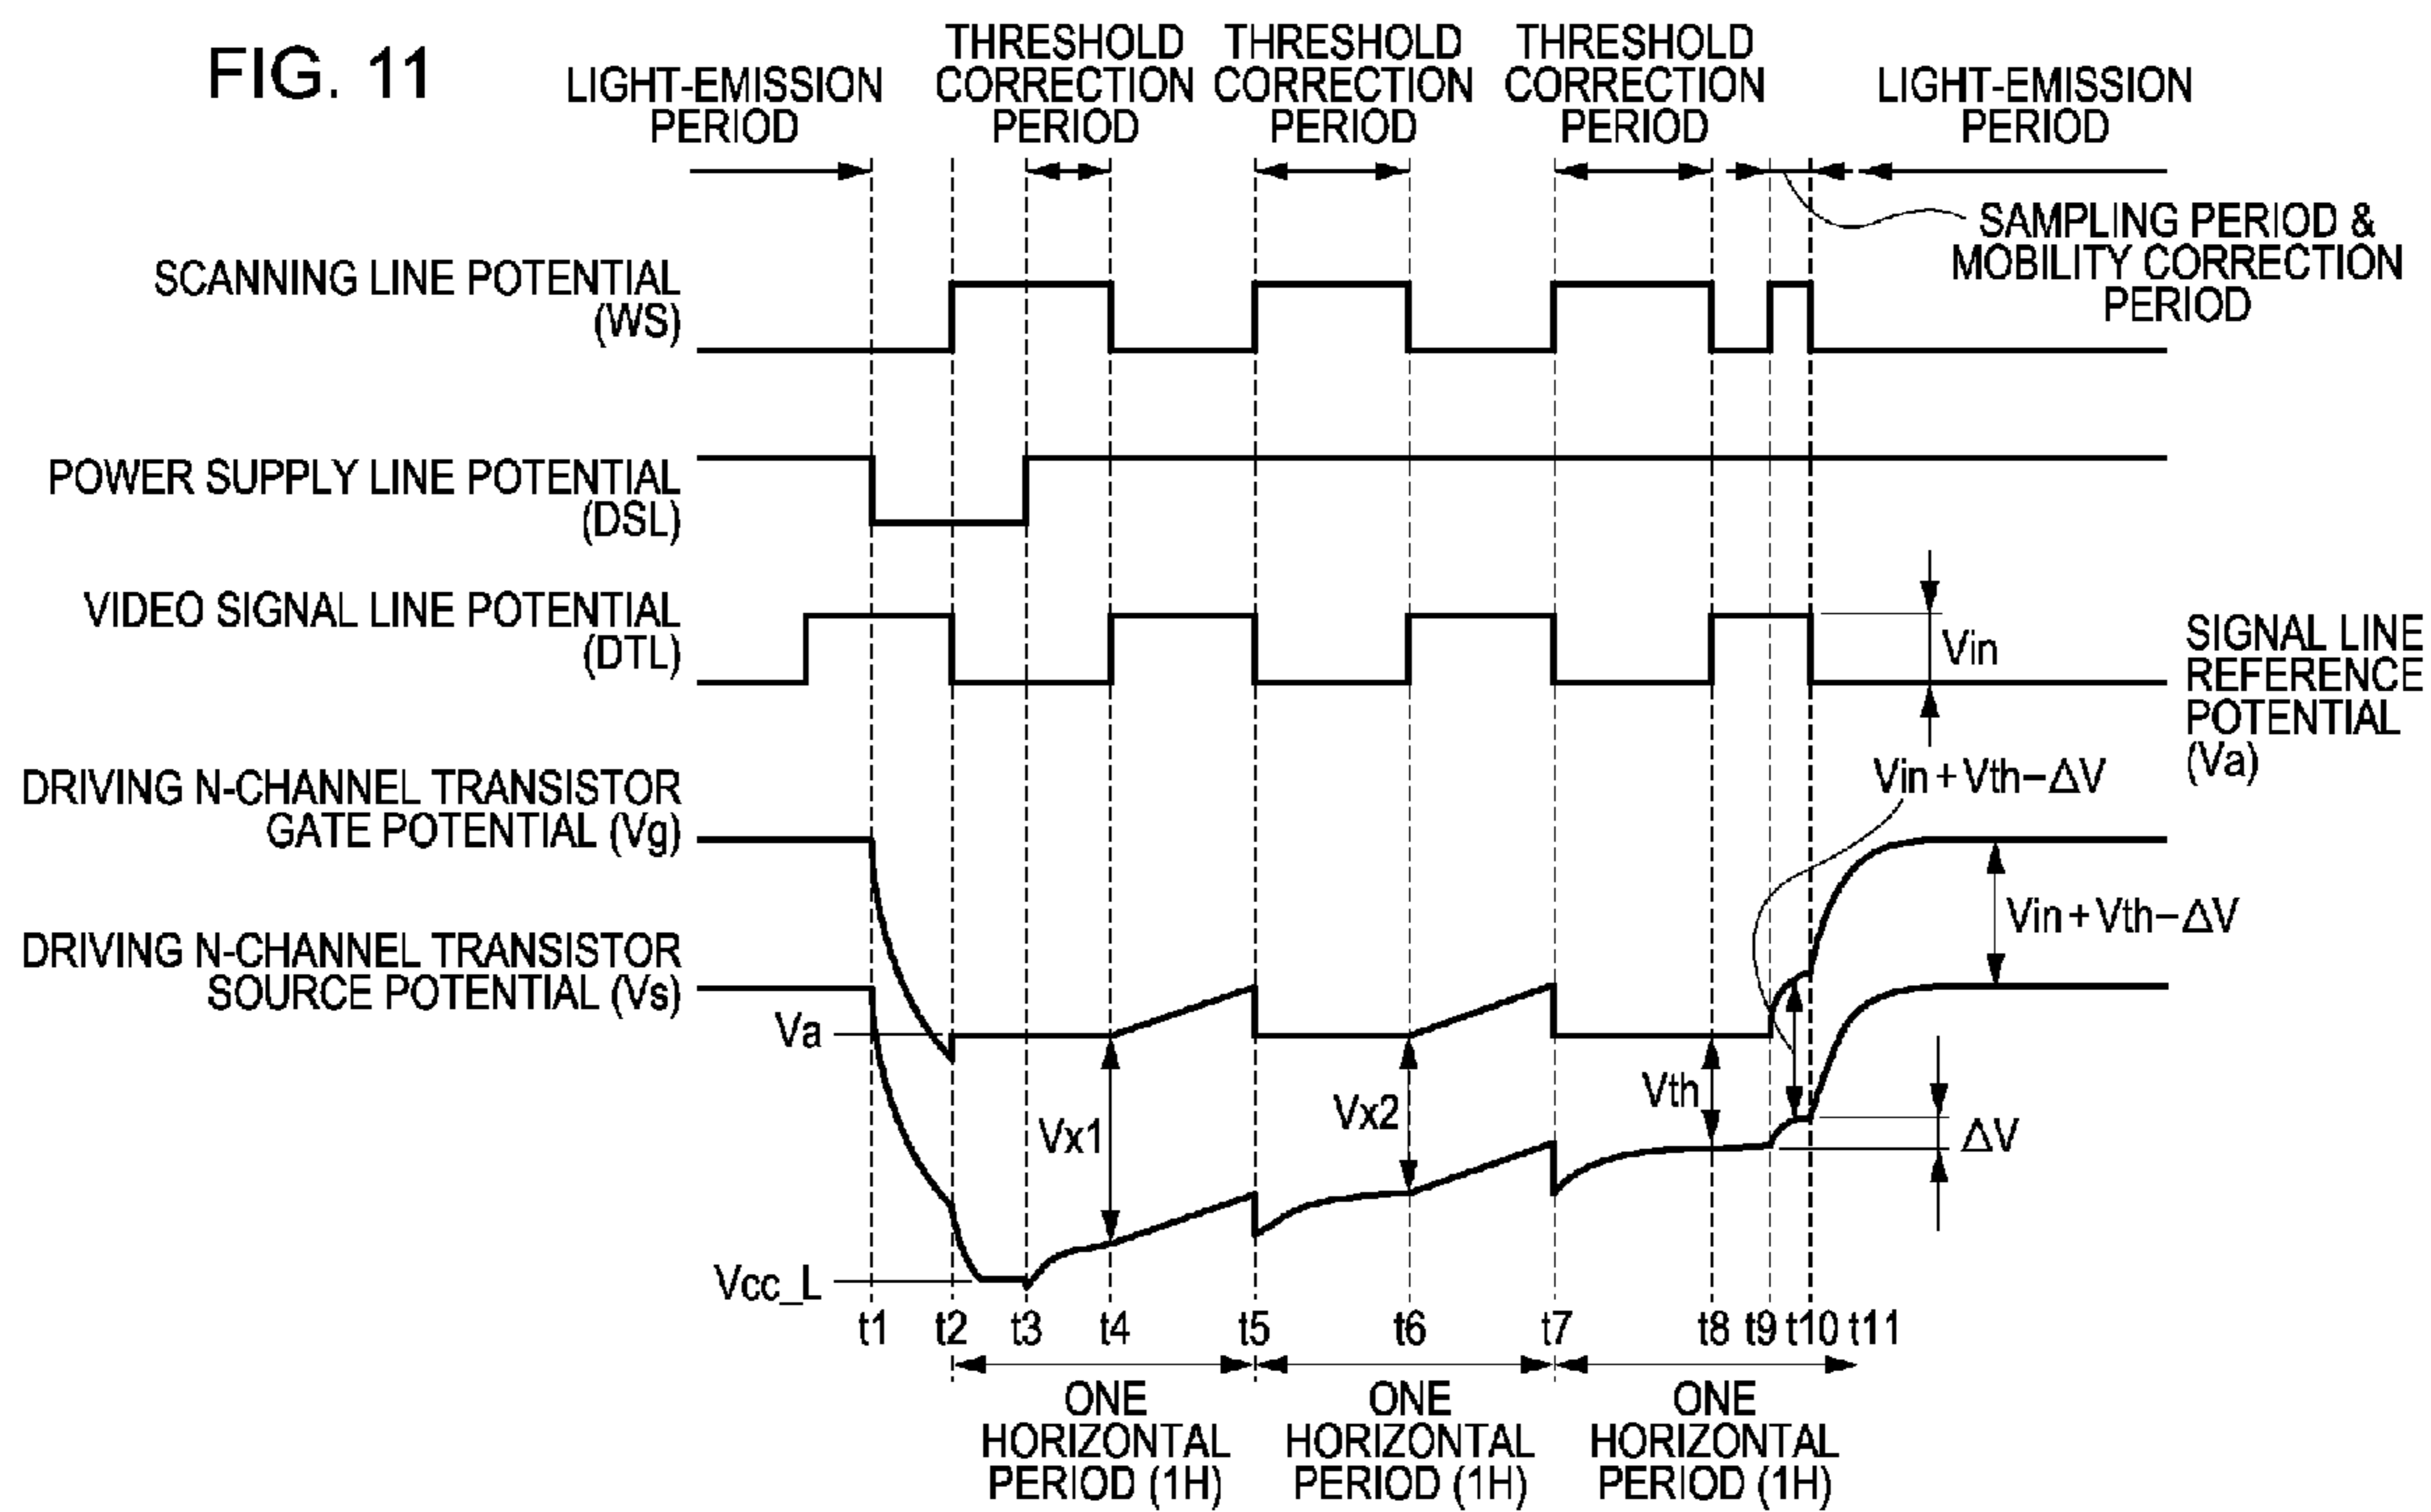 FIG. 11
LIGHT-EMISSION
PERIOD
THRESHOLD
CORRECTION
PERIOD
THRESHOLD
CORRECTION
PERIOD
THRESHOLD
CORRECTION
PERIOD
LIGHT-EMISSION
PERIOD
SAMPLING PERIOD &
MOBILITY CORRECTION
PERIOD
SCANNING LINE POTENTIAL
(WS)
POWER SUPPLY LINE POTENTIAL
(DSL)
VIDEO SIGNAL LINE POTENTIAL
(DTL)
Vin
SIGNAL LINE
REFERENCE
POTENTIAL
(Va)
DRIVING N-CHANNEL TRANSISTOR
GATE POTENTIAL (Vg)
Vin + Vth−ΔV
DRIVING N-CHANNEL TRANSISTOR
SOURCE POTENTIAL (Vs)
Vin + Vth−ΔV
Va
Vx1
Vx2
Vth
ΔV
Vcc_L
t1 t2 t3 t4 t5 t6 t7 t8 t9 t10 t11
ONE
HORIZONTAL
PERIOD (1H)
ONE
HORIZONTAL
PERIOD (1H)
ONE
HORIZONTAL
PERIOD (1H)